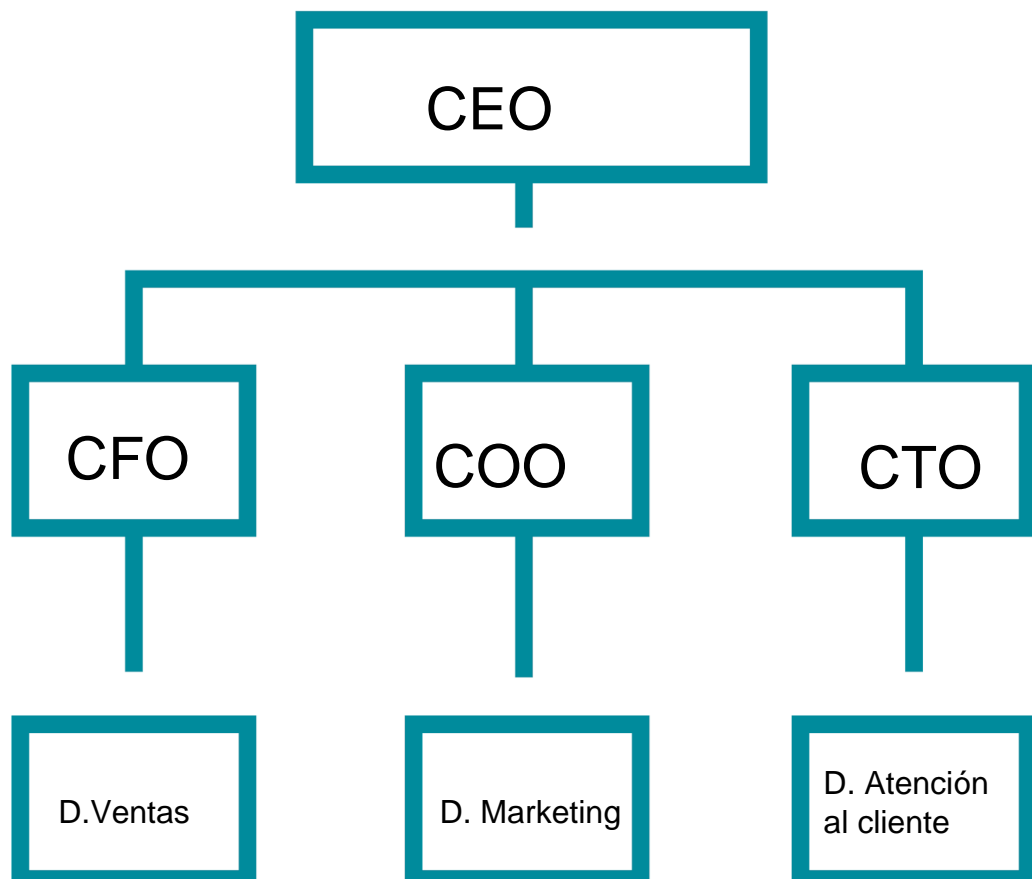 CEO
CFO
COO
CTO
D.Ventas
D. Marketing
D. Atención
al cliente